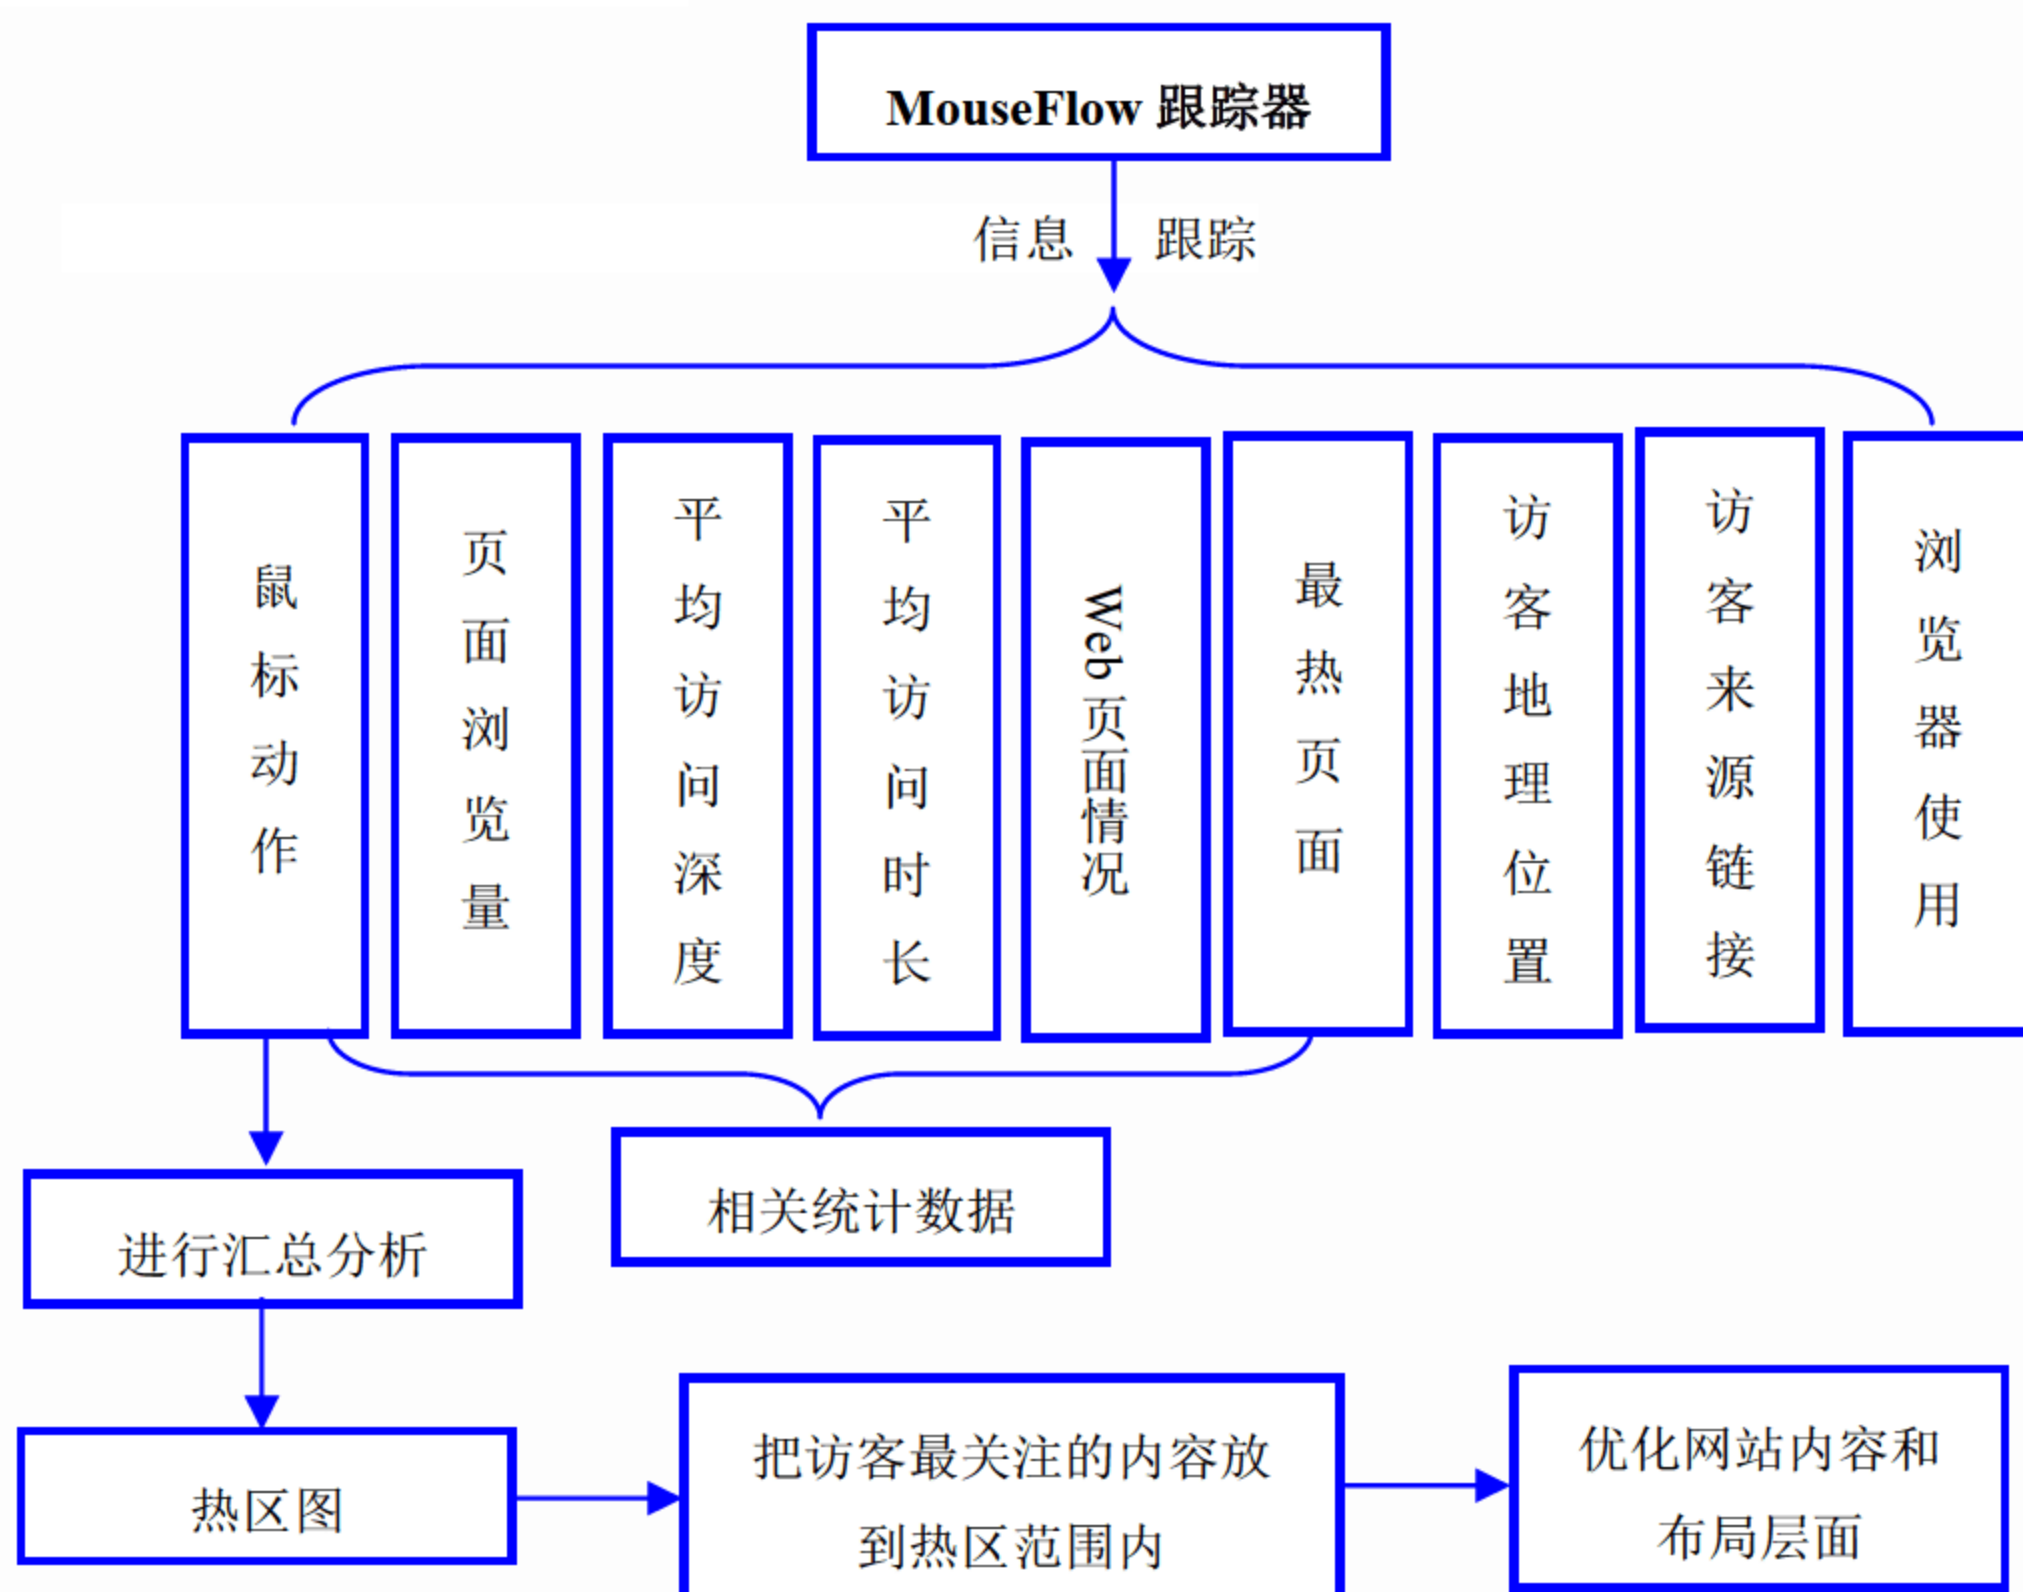 MouseFlow 跟踪器
信息 跟踪
鼠标动作
页面浏览量
平均访问深度
平均访问时长
Web 页面情况
最热页面
访客地理位置
访客来源链接
浏览器使用
相关统计数据
进行汇总分析
热区图
把访客最关注的内容放
到热区范围内
优化网站内容和
布局层面